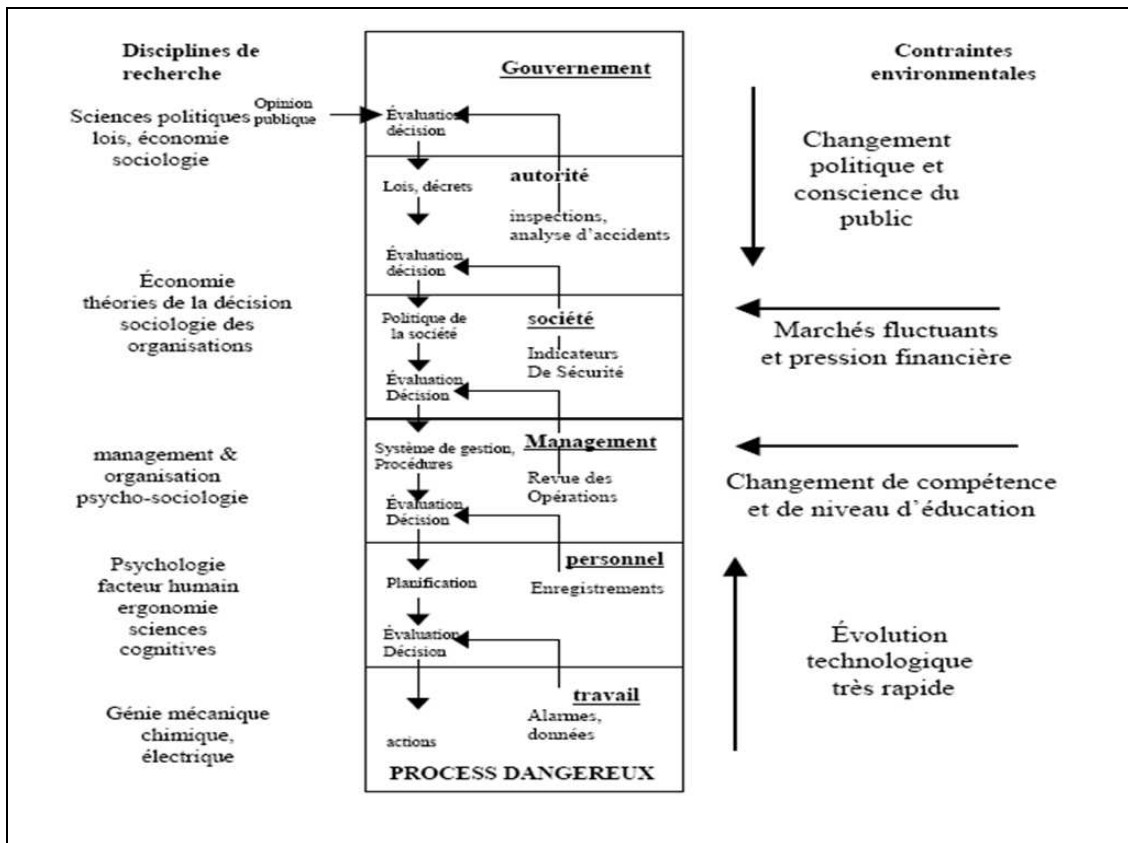 Disciplines de
recherche
Sciences politiques
lois, économie
sociologie
Opinion
publique
Économie
théories de la décision
sociologie des
organisations
management &
organisation
psycho-sociologie
Psychologie
facteur humain
ergonomie
sciences
cognitives
Génie mécanique
chimique,
électrique
Gouvernement
Évaluation
décision
autorité
Lois, décrets
inspections,
analyse d’accidents
Évaluation
décision
société
Politique de
la société
Indicateurs
De Sécurité
Évaluation
Décision
Management
Système de gestion,
Procédures
Revue des
Opérations
Évaluation
Décision
personnel
Planification
Enregistrements
Évaluation
Décision
travail
Alarmes,
données
actions
PROCESS DANGEREUX
Contraintes
environmentales
Changement
politique et
conscience du
public
Marchés fluctuants
et pression financière
Changement de compétence
et de niveau d’éducation
Évolution
technologique
très rapide